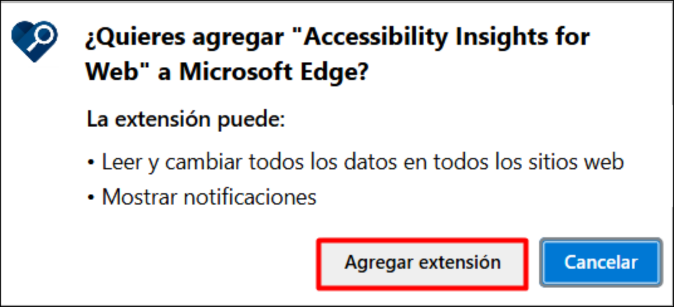 ¿Quieres agregar "Accessibility Insights for
Web" a Microsoft Edge?
La extensión puede:
• Leer y cambiar todos los datos en todos los sitios web
• Mostrar notificaciones
Agregar extensión
Cancelar